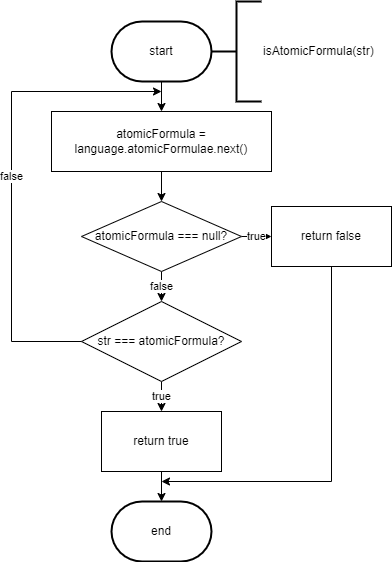 start
isAtomicFormula(str)
atomicFormula =
language.atomicFormulae.next()
false
atomicFormula === null?
true
return false
false
str === atomicFormula?
true
return true
end